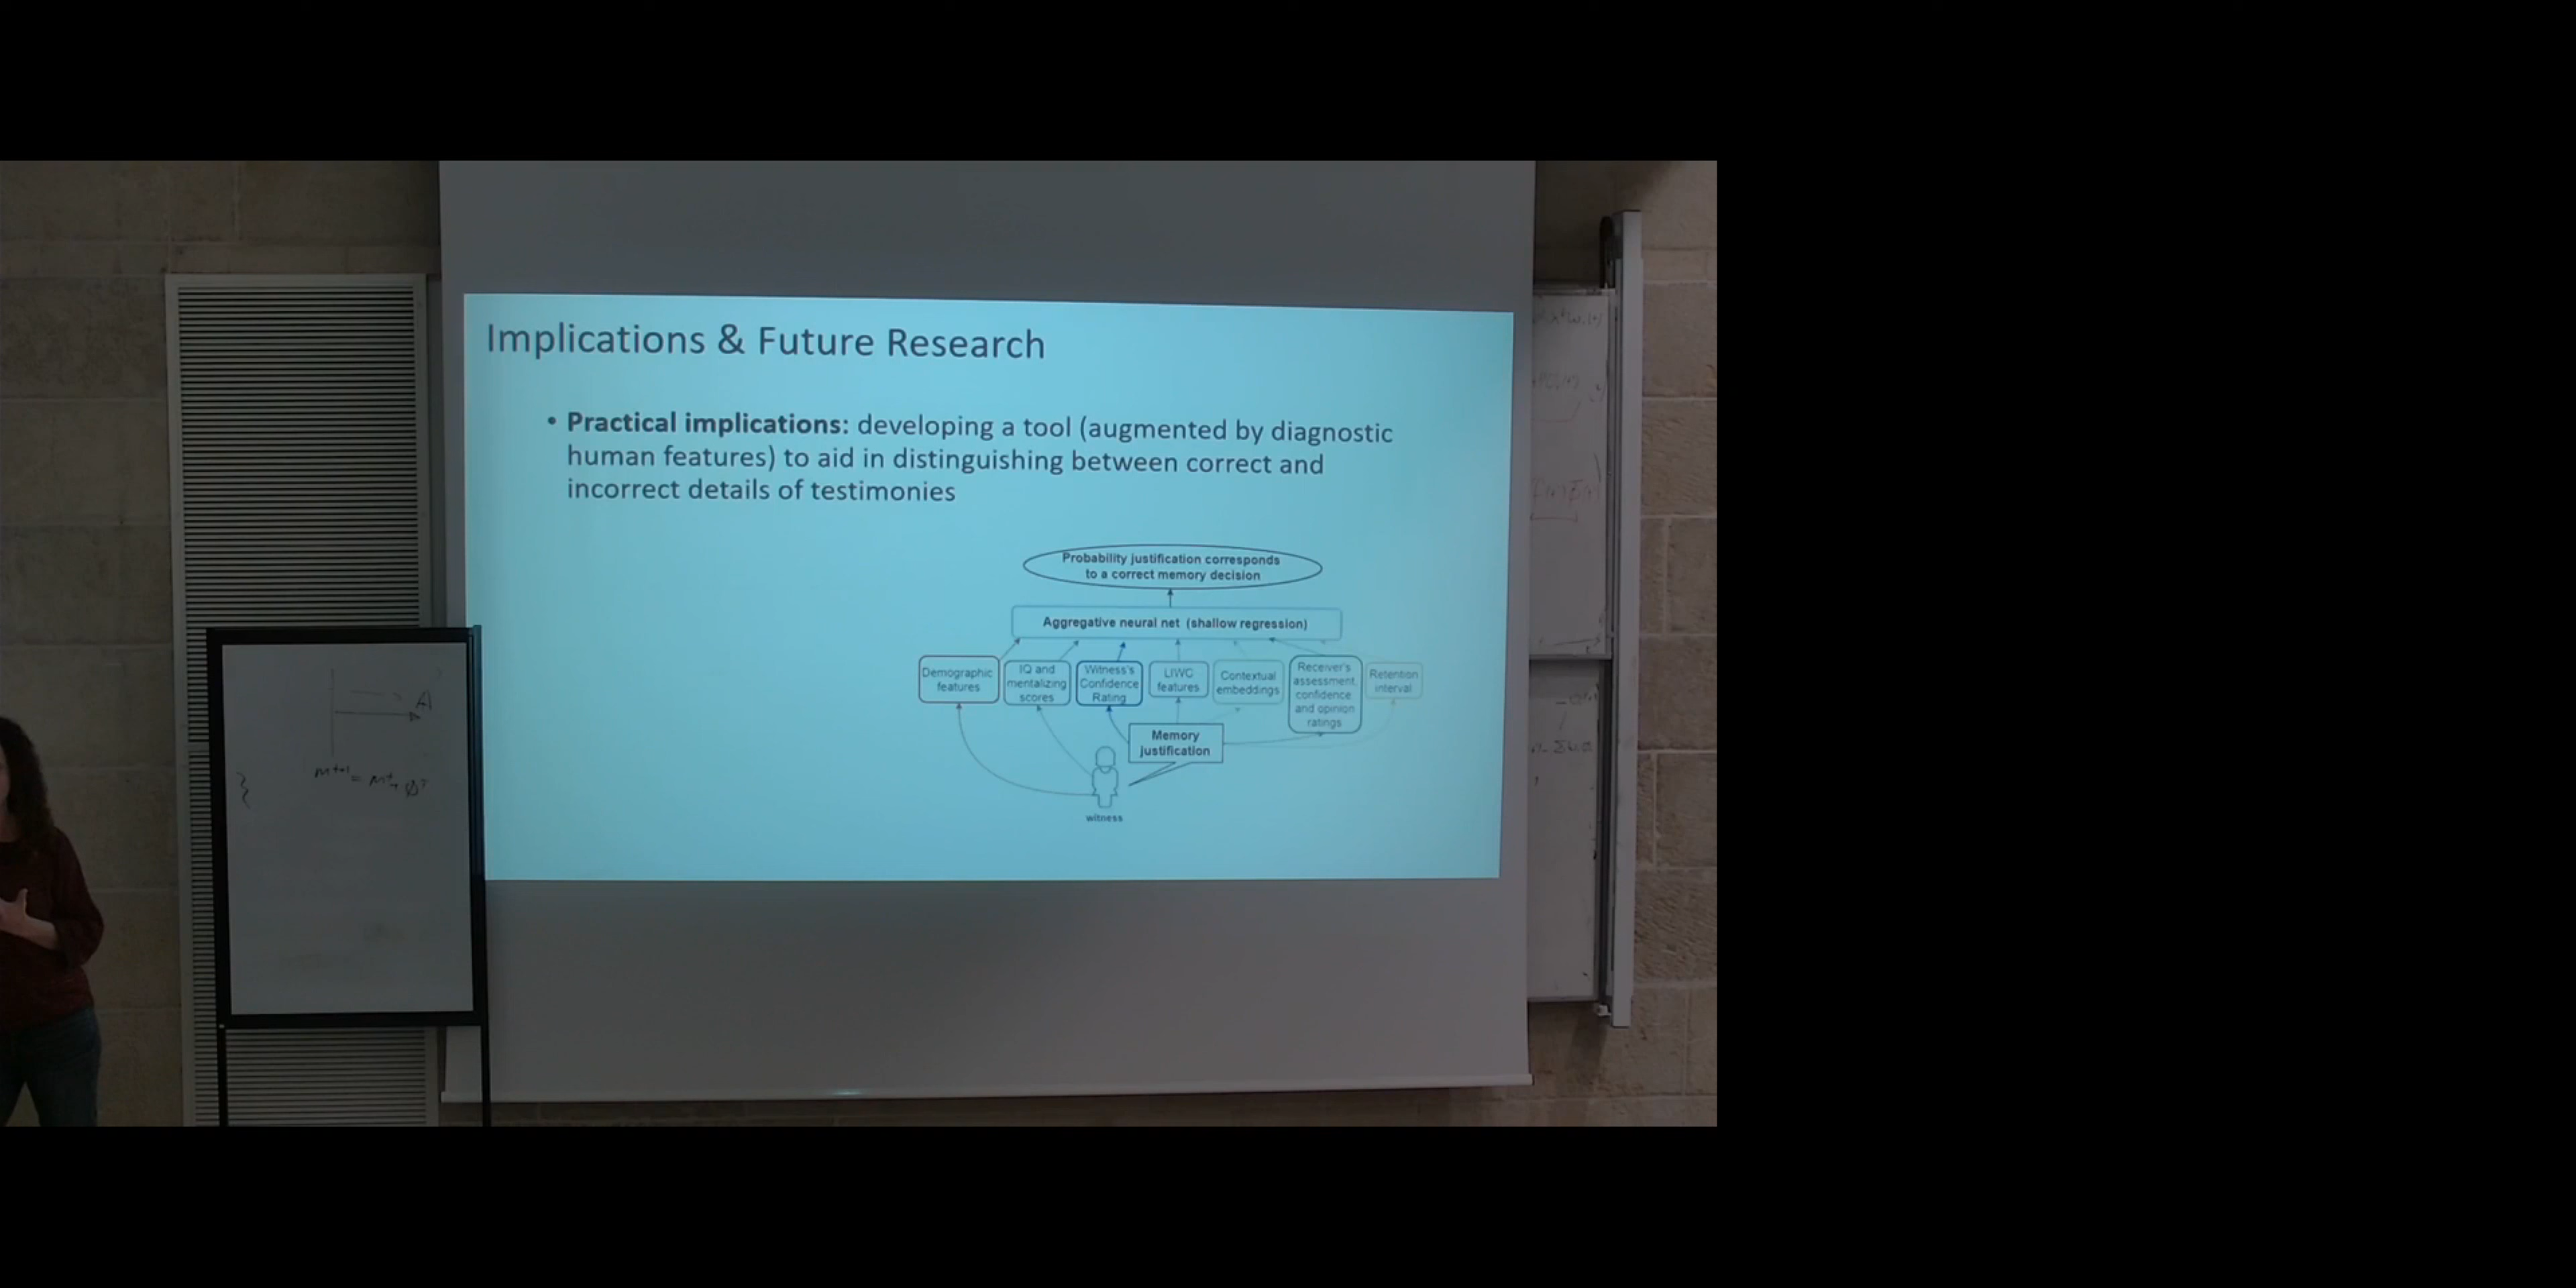 Implications & Future Research
• Practical implications: developing a tool (augmented by diagnostic
human features) to aid in distinguishing between correct and
incorrect details of testimonies
Probability justification corresponds
to a correct memory decision
Aggregative neural net (shallow regression)
Demographic
features
IQ and
mentalizing
scores
Witness's
Confidence
Rating
LIWC
features
Contextual
embeddings
Receiver's
assessment,
confidence
and opinion
ratings
Retention
interval
Memory
justification
witness
A